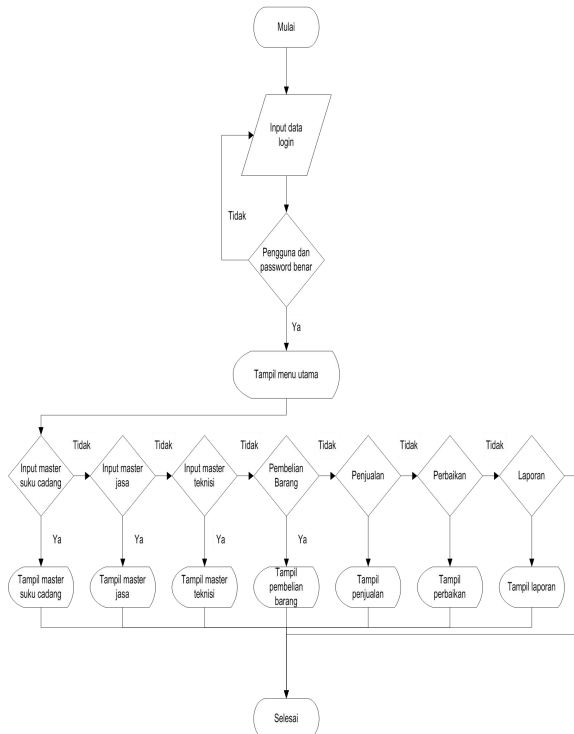 Mulai
Input data
login
Tidak
Pengguna dan
password benar
Ya
Tampil menu utama
Input master
suku cadang
Tidak
Input master
jasa
Tidak
Input master
teknisi
Tidak
Pembelian
Barang
Tidak
Penjualan
Tidak
Perbaikan
Tidak
Laporan
Ya
Ya
Ya
Ya
Tampil master
suku cadang
Tampil master
jasa
Tampil master
teknisi
Tampil
pembelian
barang
Tampil
penjualan
Tampil
perbaikan
Tampil laporan
Selesai